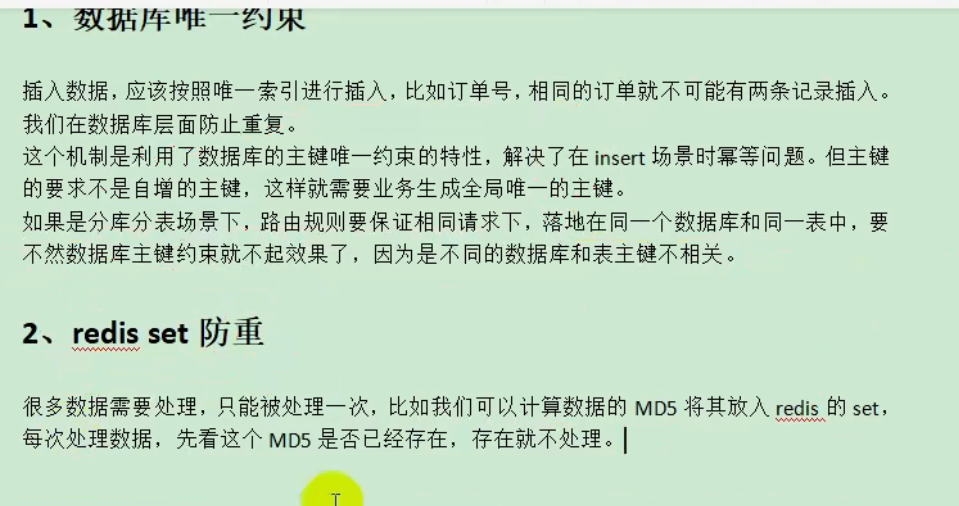 1、数据库唯一约束
插入数据，应该按照唯一索引进行插入，比如订单号，相同的订单就不可能有两条记录插入。
我们在数据库层面防止重复。
这个机制是利用了数据库的主键唯一约束的特性，解决了在 insert 场景时幂等问题。但主键
的要求不是自增的主键，这样就需要业务生成全局唯一的主键。
如果是分库分表场景下，路由规则要保证相同请求下，落地在同一个数据库和同一表中，要
不然数据库主键约束就不起效果了，因为是不同的数据库和表主键不相关。
2、redis set 防重
很多数据需要处理，只能被处理一次，比如我们可以计算数据的 MD5 将其放入 redis 的 set，
每次处理数据，先看这个 MD5 是否已经存在，存在就不处理。